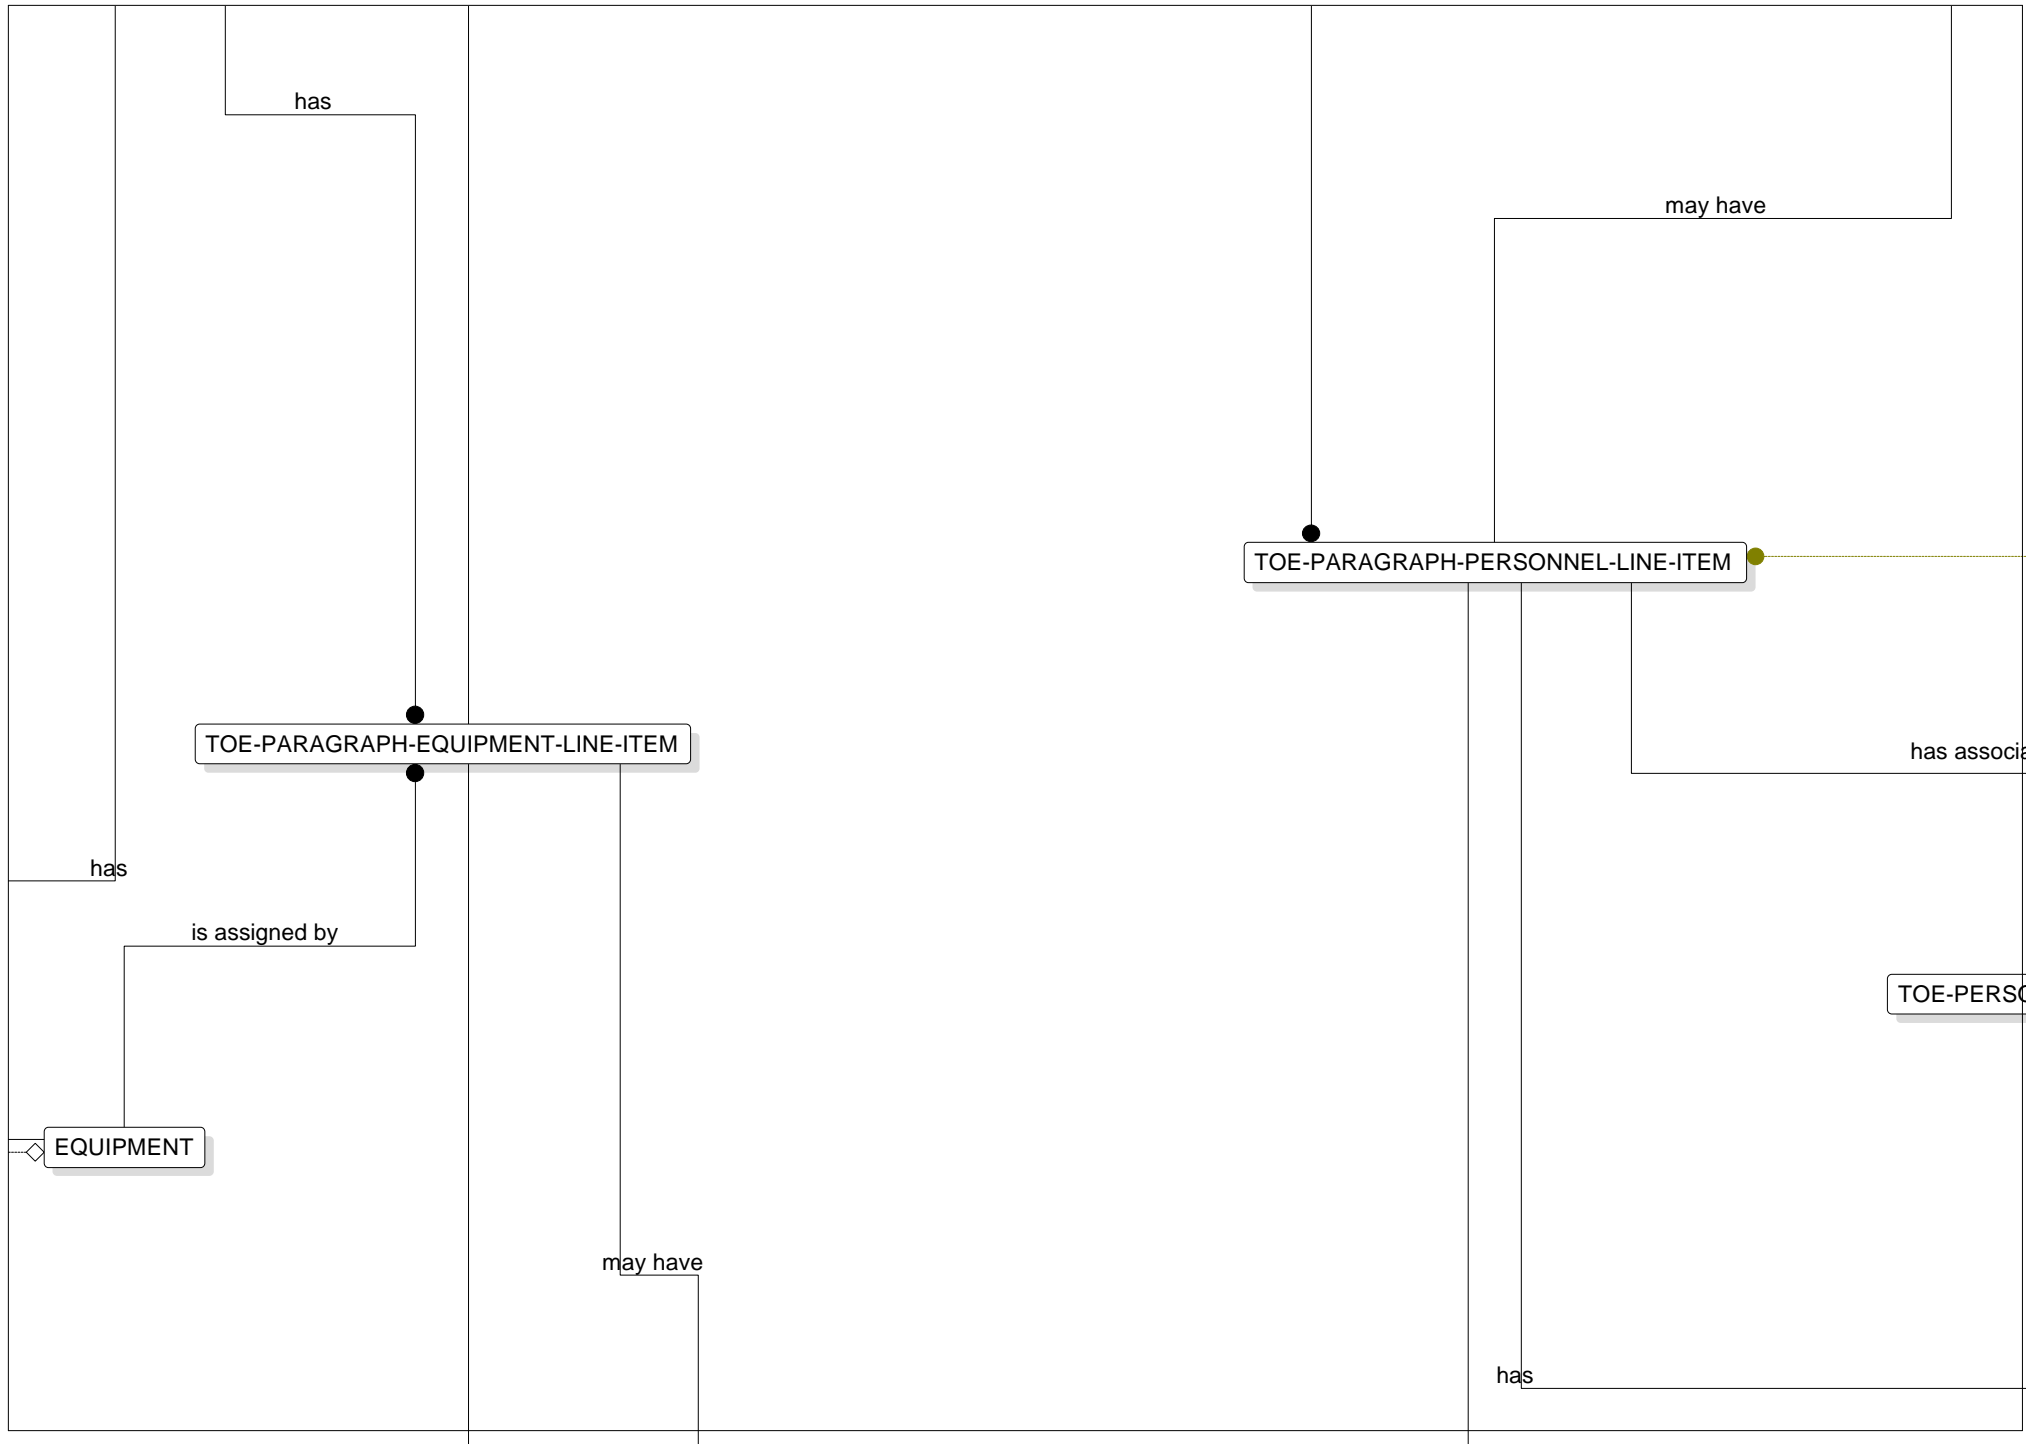 has
may have
TOE-PARAGRAPH-PERSONNEL-LINE-ITEM
TOE-PARAGRAPH-EQUIPMENT-LINE-ITEM
has associa
has
is assigned by
TOE-PERSO
EQUIPMENT
may have
has